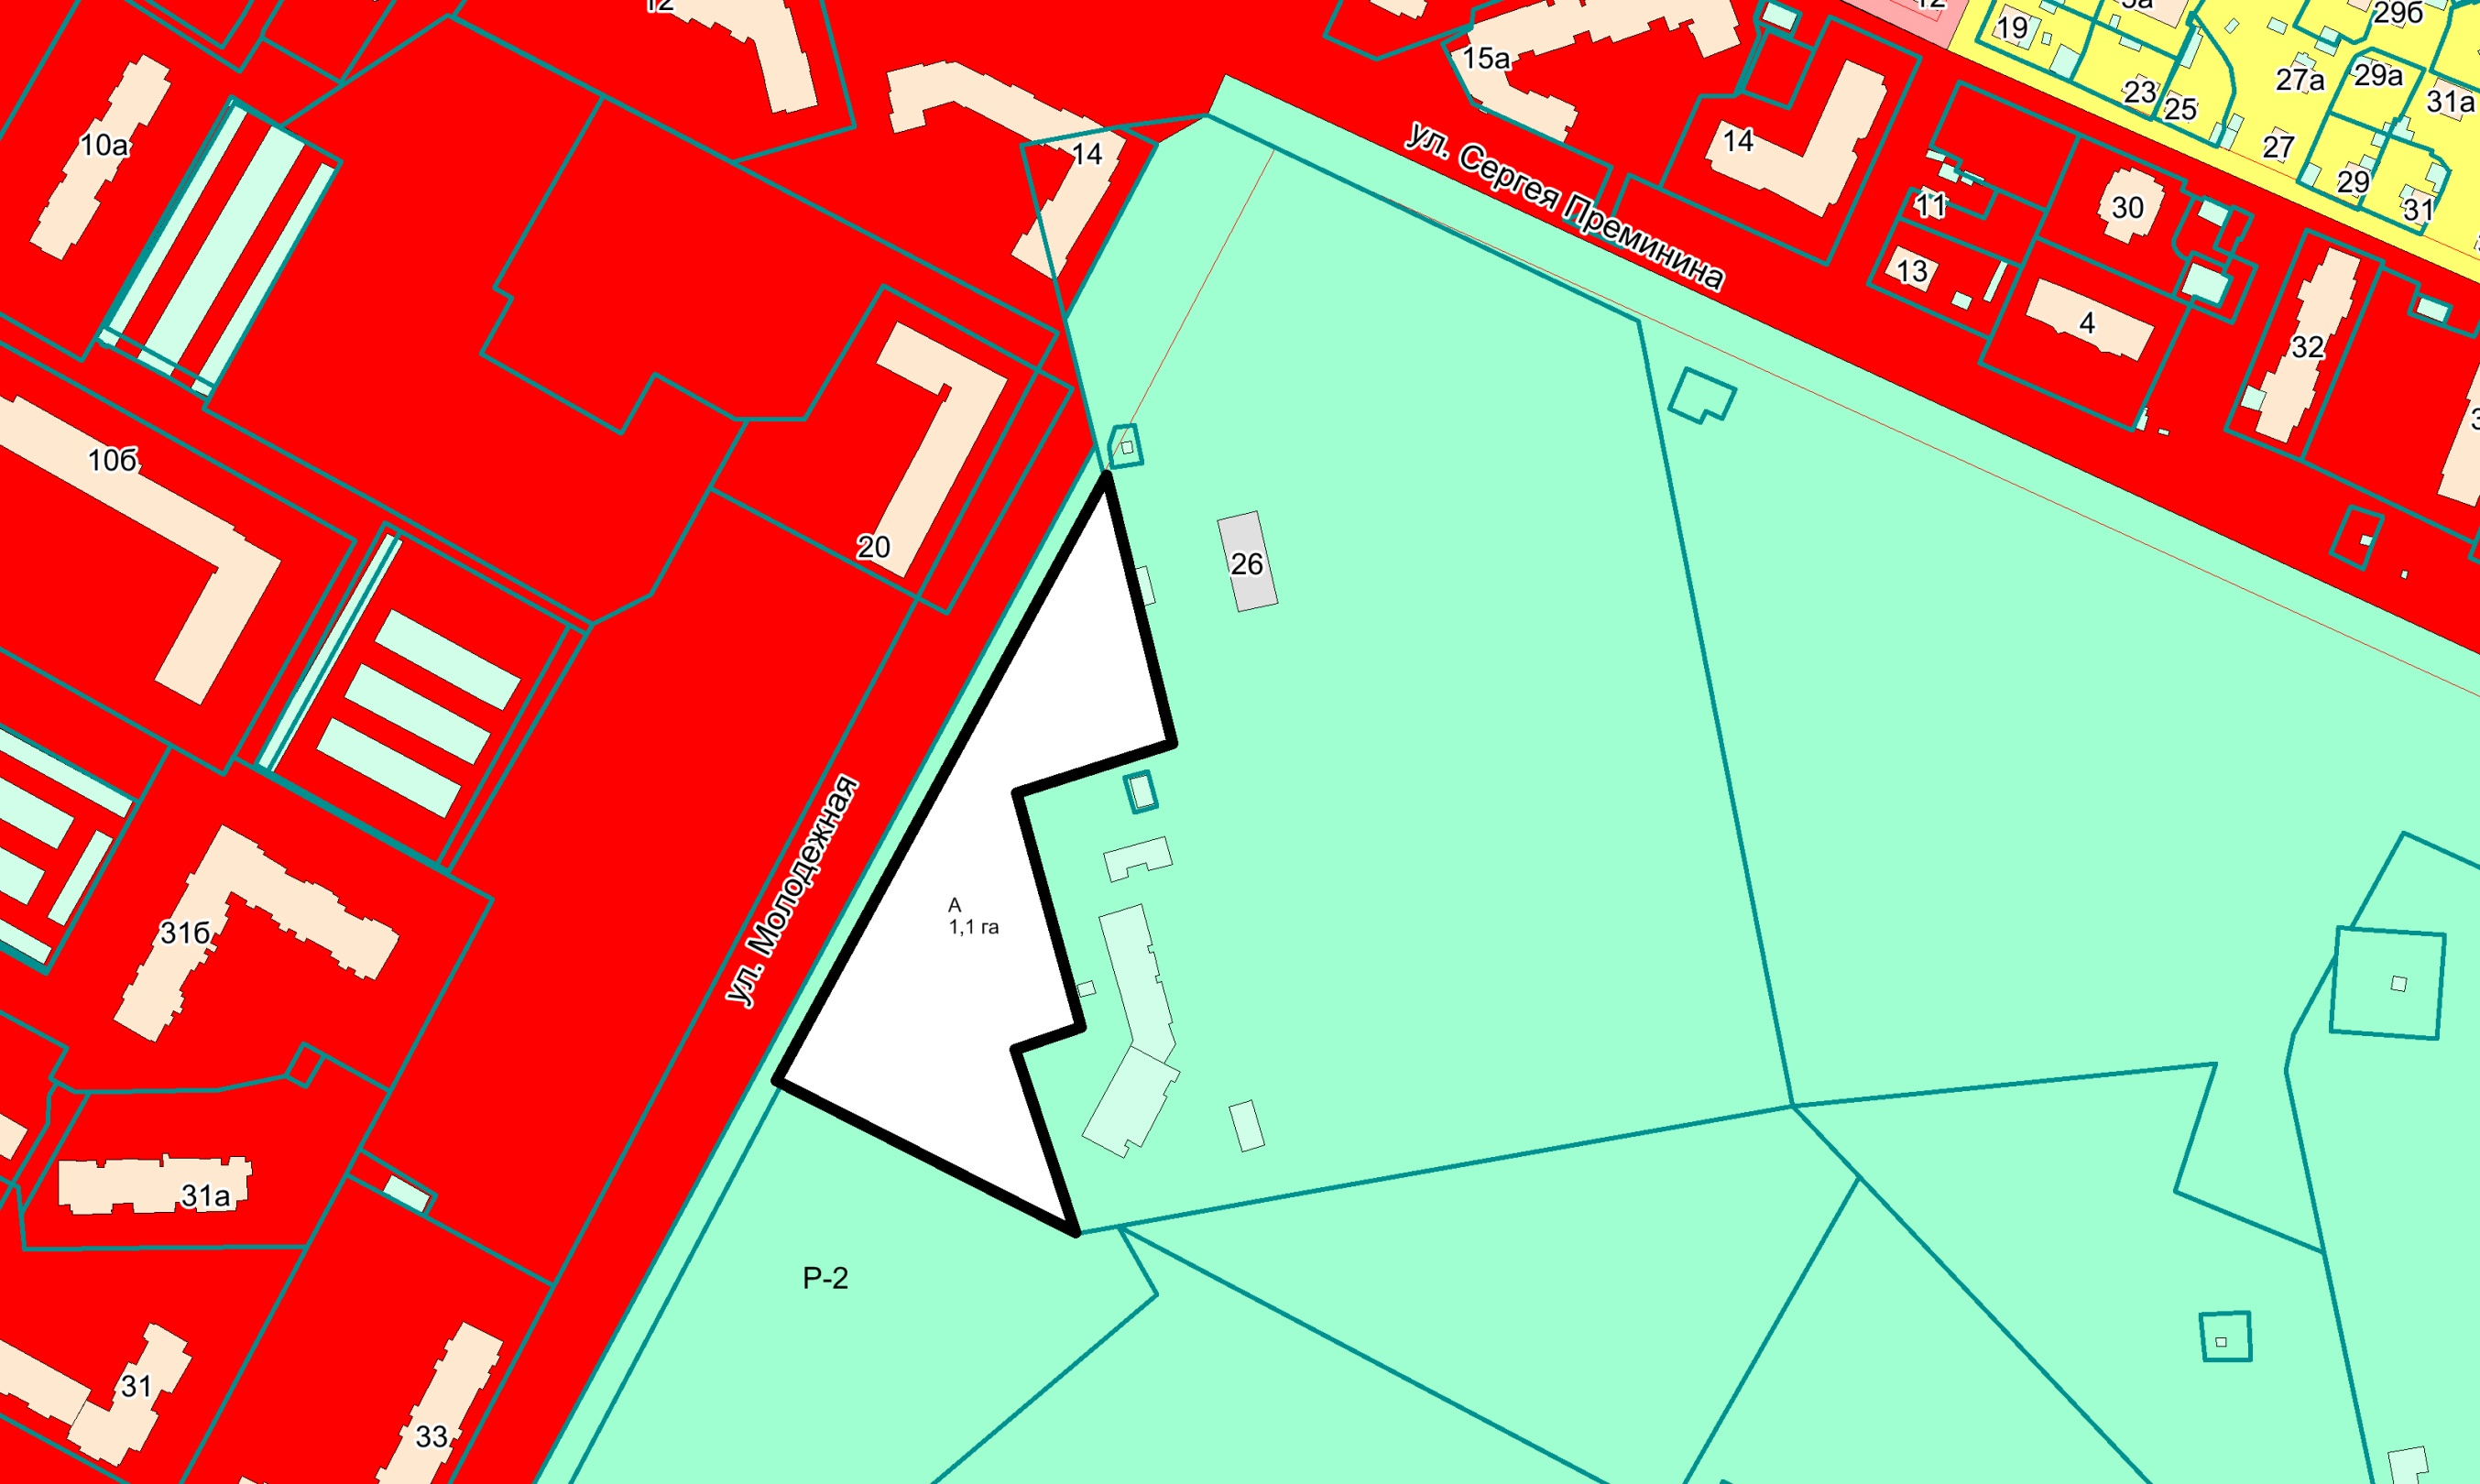 12
12
5а
29б
19
15а
27а
29а
31а
23
25
10а
14
14
27
29
31
ул. Сергея Преминина
11
30
13
4
32
10б
20
26
ул. Молодежная
А
1,1 га
31б
31а
Р-2
31
33